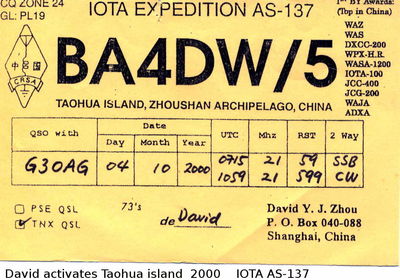 CQ ZONE 24
GL: PL19
IOTA EXPEDITION AS-137
1st BY Awards:
(Top in China)
中国
CRSA
BA4DW/5
WAZ
WAS
DXCC-200
WPX-H.R.
WASA-1200
IOTA-100
JCC-400
JCG-200
WAJA
ADXA
TAOHUA ISLAND, ZHOUSHAN ARCHIPELAGO, CHINA
QSO with Date UTC Mhz RST 2 Way
Day Month Year
G3OAG 04 10 2000 0715 21 59 SSB
1059 21 599 CW
PSE QSL 73's
TNX QSL de David
David Y. J. Zhou
P. O. Box 040-088
Shanghai, China
David activates Taohua island 2000 IOTA AS-137